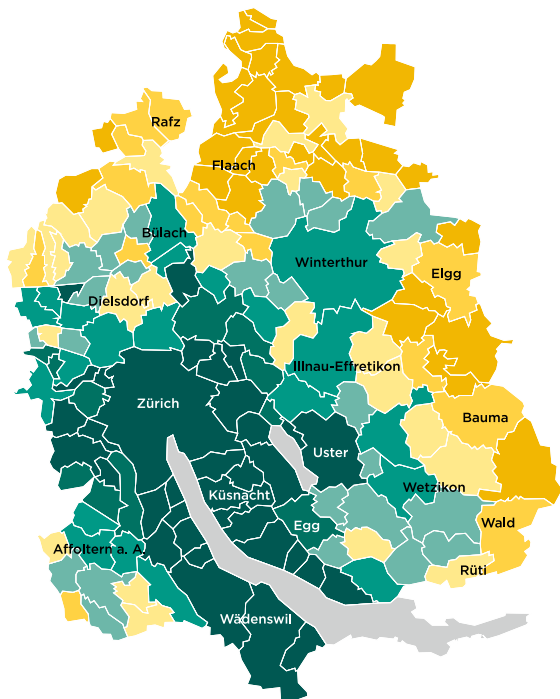 Rafz
Flaach
Bülach
Winterthur
Elgg
Dielsdorf
Illnau-Effretikon
Zürich
Bauma
Uster
Küsnacht
Wetzikon
Egg
Wald
Affoltern a. A.
Rüti
Wädenswil